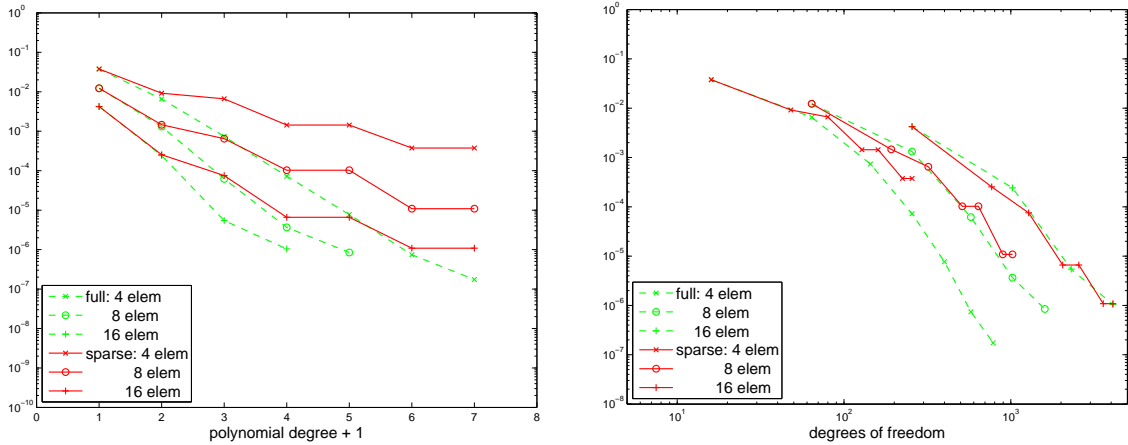 10^0
10^-1
10^-2
10^-3
10^-4
10^-5
10^-6
10^-7
10^-8
10^-9
10^-10
full: 4 elem
8 elem
16 elem
sparse: 4 elem
8 elem
16 elem
0 1 2 3 4 5 6 7 8
polynomial degree + 1
10^0
10^-1
10^-2
10^-3
10^-4
10^-5
10^-6
10^-7
10^-8
full: 4 elem
8 elem
16 elem
sparse: 4 elem
8 elem
16 elem
10^1 10^2 10^3
degrees of freedom